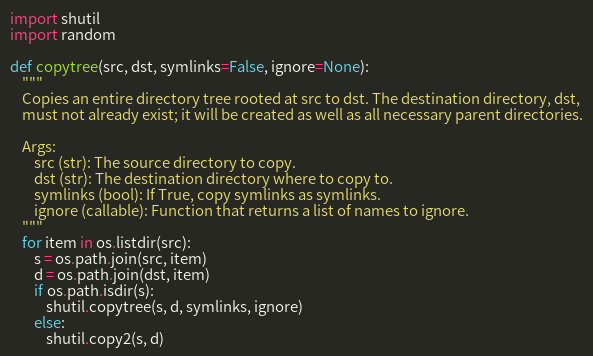 import shutil
import random

def copytree(src, dst, symlinks=False, ignore=None):
    """
    Copies an entire directory tree rooted at src to dst. The destination directory, dst,
    must not already exist; it will be created as well as all necessary parent directories.

    Args:
        src (str): The source directory to copy.
        dst (str): The destination directory where to copy to.
        symlinks (bool): If True, copy symlinks as symlinks.
        ignore (callable): Function that returns a list of names to ignore.
    """
    for item in os.listdir(src):
        s = os.path.join(src, item)
        d = os.path.join(dst, item)
        if os.path.isdir(s):
            shutil.copytree(s, d, symlinks, ignore)
        else:
            shutil.copy2(s, d)